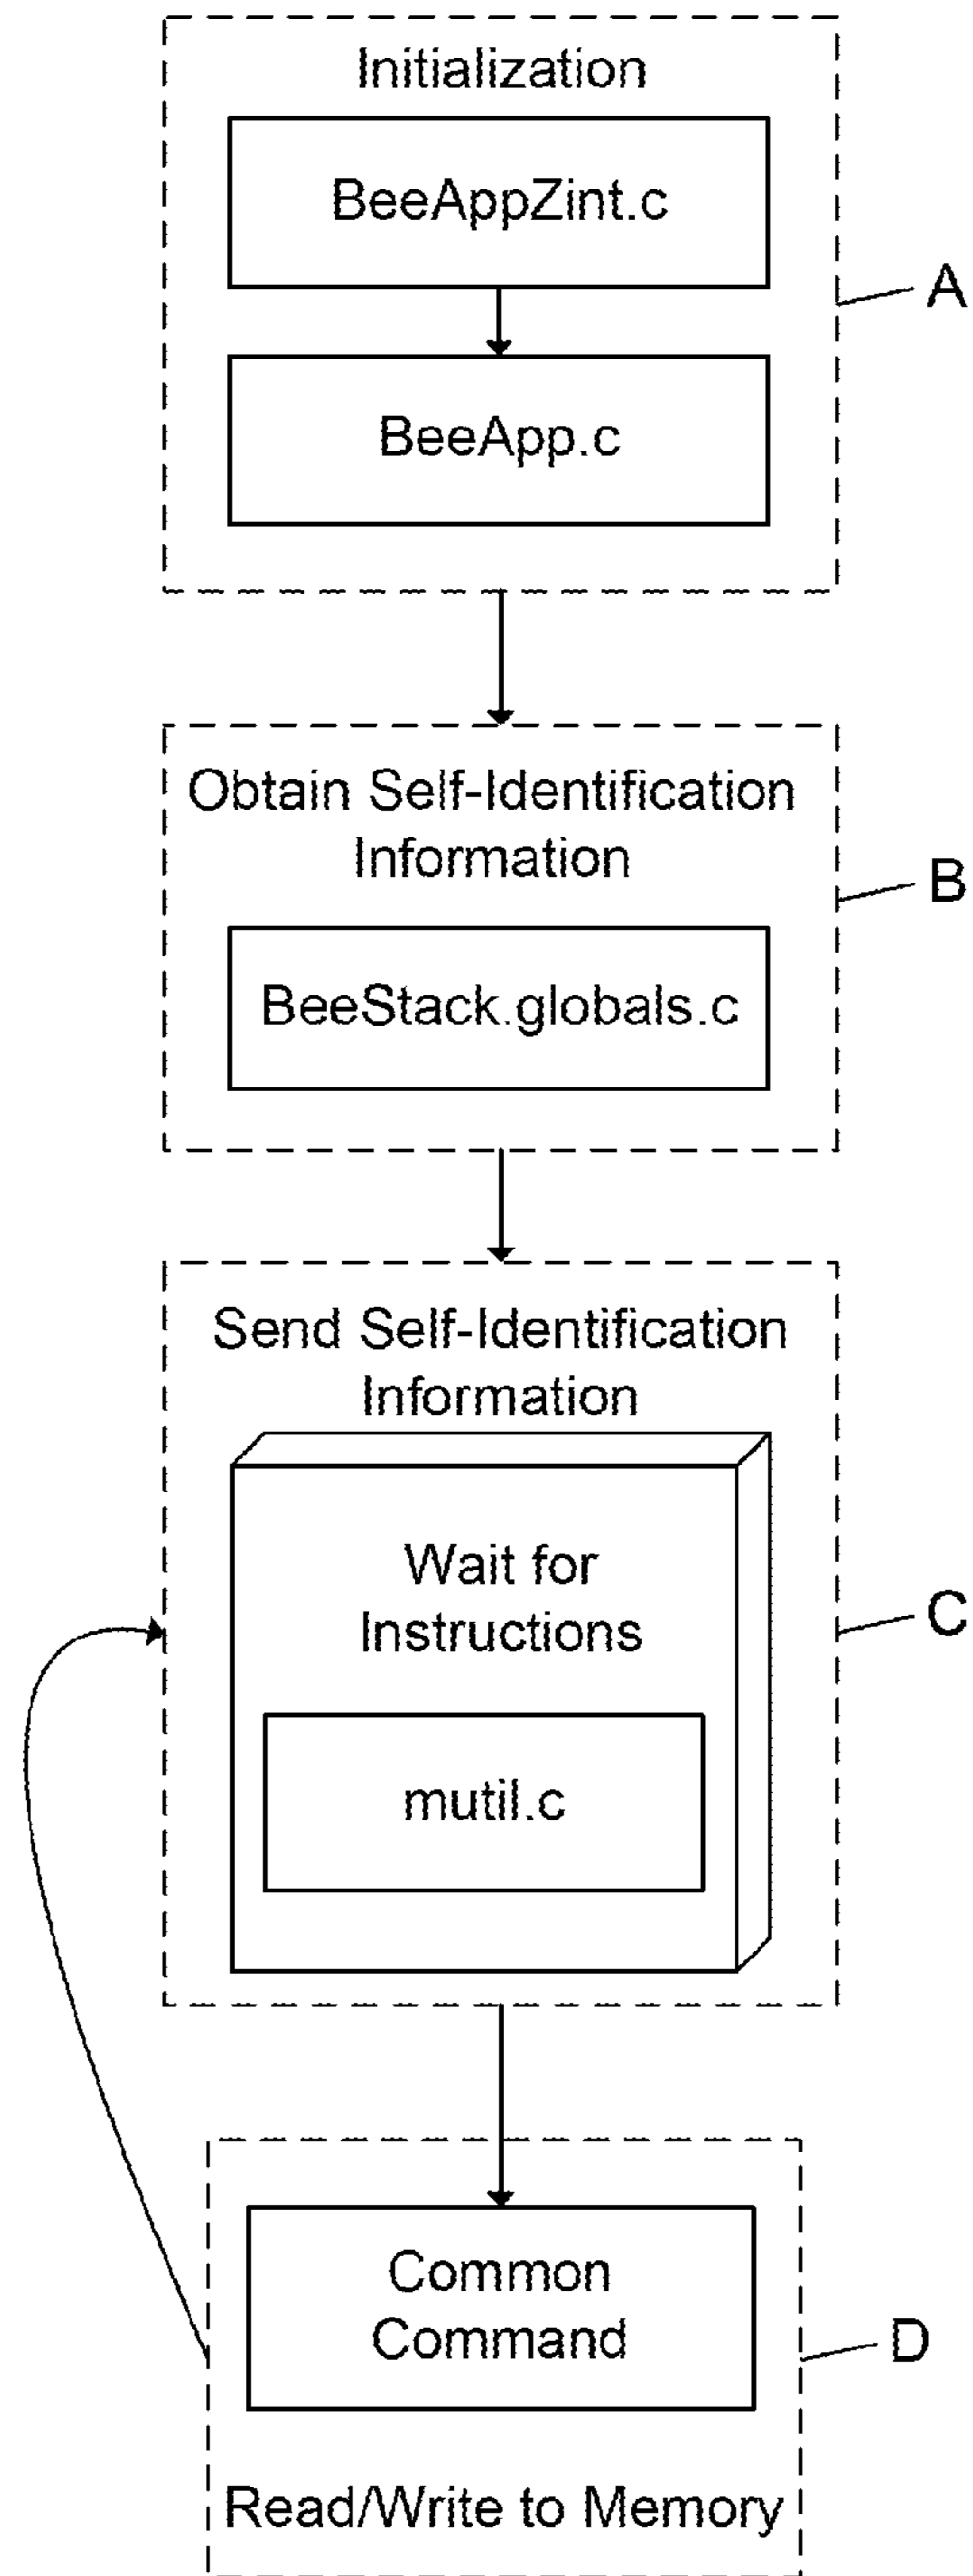 Initialization
BeeAppZint.c
A
BeeApp.c
Obtain Self-Identification
Information
B
BeeStack.globals.c
Send Self-Identification
Information
Wait for
Instructions
C
mutil.c
Common
Command
D
Read/Write to Memory